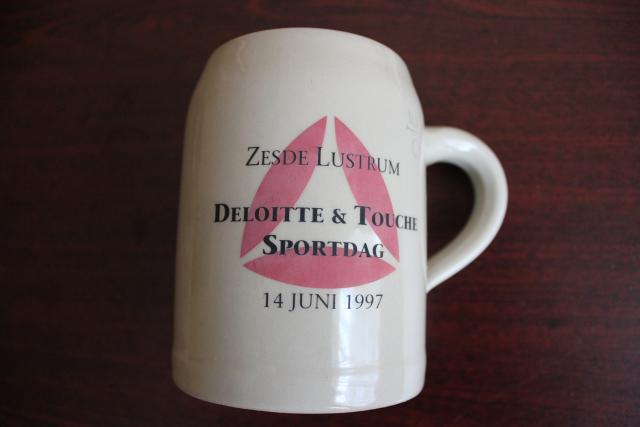 Zesde Lustrum
Deloitte & Touche
Sportdag
14 JUNI 1997